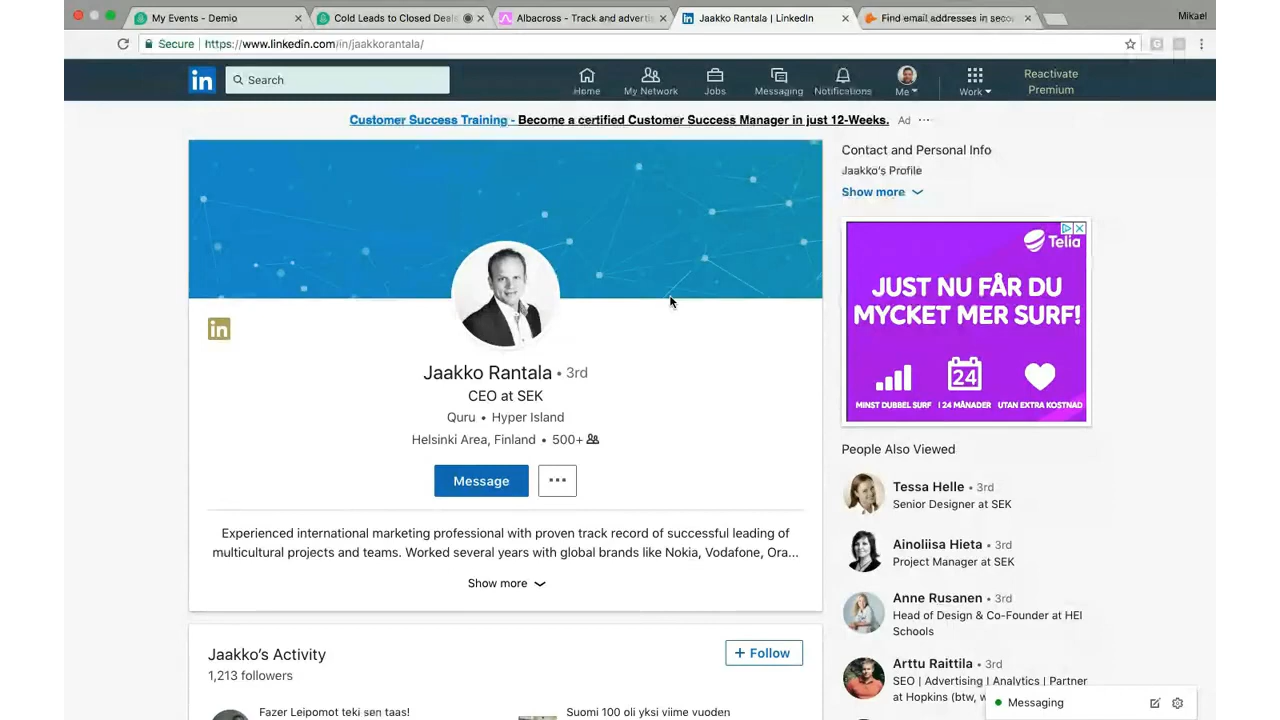 My Events - Demio
Cold Leads to Closed Deal
Albacross - Track and adverti
Jaakko Rantala | LinkedIn
Find email addresses in seco
Mikael
Secure
https://www.linkedin.com/in/jaakkorantala/
in
Search
Home
My Network
Jobs
Messaging
Notifications
Me
Work
Reactivate
Premium
Customer Success Training - Become a certified Customer Success Manager in just 12-Weeks. Ad ···
in
Jaakko Rantala • 3rd
CEO at SEK
Quru • Hyper Island
Helsinki Area, Finland • 500+
Message
···
Experienced international marketing professional with proven track record of successful leading of
multicultural projects and teams. Worked several years with global brands like Nokia, Vodafone, Ora...
Show more
Jaakko's Activity
1,213 followers
+ Follow
Fazer Leipomot teki sen taas!
Suomi 100 oli yksi viime vuoden
Contact and Personal Info
Jaakko's Profile
Show more
Telia
JUST NU FÅR DU
MYCKET MER SURF!
24
MINST DUBBEL SURF
I 24 MÅNADER
UTAN EXTRA KOSTNAD
People Also Viewed
Tessa Helle • 3rd
Senior Designer at SEK
Ainoliisa Hieta • 3rd
Project Manager at SEK
Anne Rusanen • 3rd
Head of Design & Co-Founder at HEI
Schools
Arttu Raittila • 3rd
SEO | Advertising | Analytics | Partner
at Hopkins (btw, w
Messaging